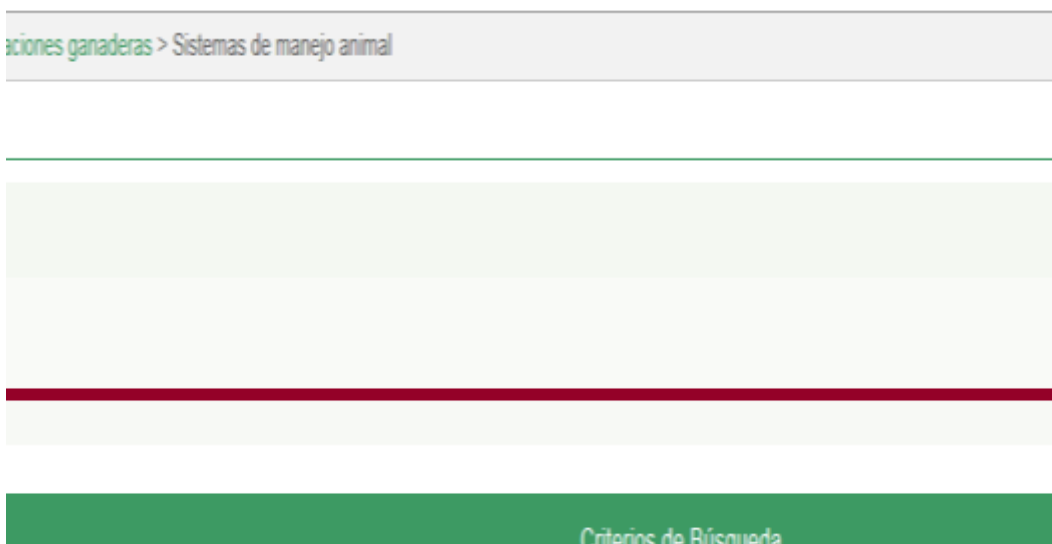 aciones ganaderas > Sistemas de manejo animal
Criterios de Búsqueda